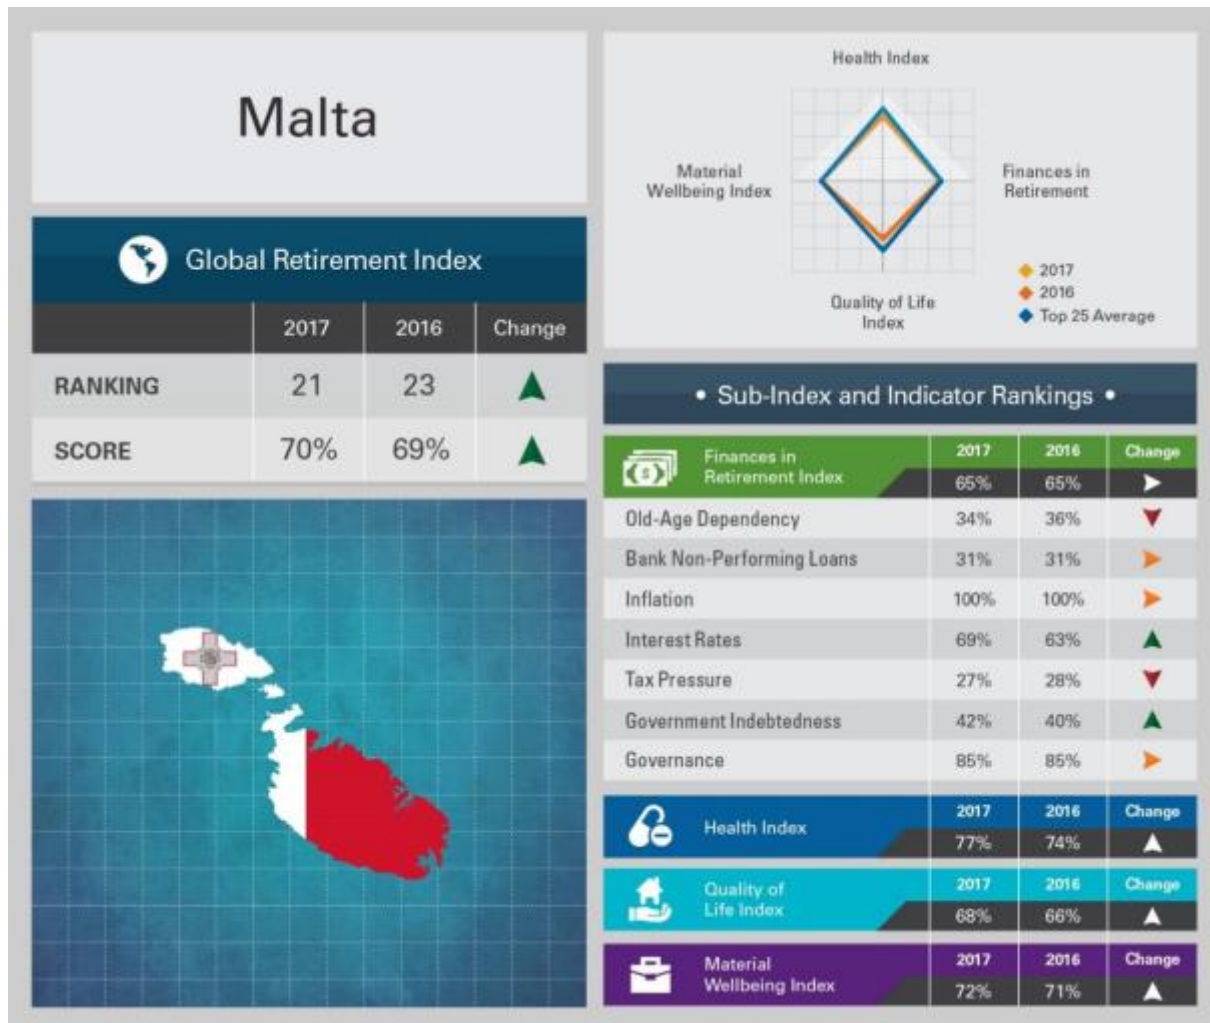 Malta
Global Retirement Index
2017 2016 Change
RANKING 21 23
SCORE 70% 69%
Health Index
Material
Wellbeing Index
Finances in
Retirement
Quality of Life
Index
2017
2016
Top 25 Average
• Sub-Index and Indicator Rankings •
Finances in
Retirement Index
2017 2016 Change
65% 65%
Old-Age Dependency 34% 36%
Bank Non-Performing Loans 31% 31%
Inflation 100% 100%
Interest Rates 69% 63%
Tax Pressure 27% 28%
Government Indebtedness 42% 40%
Governance 85% 85%
Health Index
2017 2016 Change
77% 74%
Quality of
Life Index
2017 2016 Change
68% 66%
Material
Wellbeing Index
2017 2016 Change
72% 71%